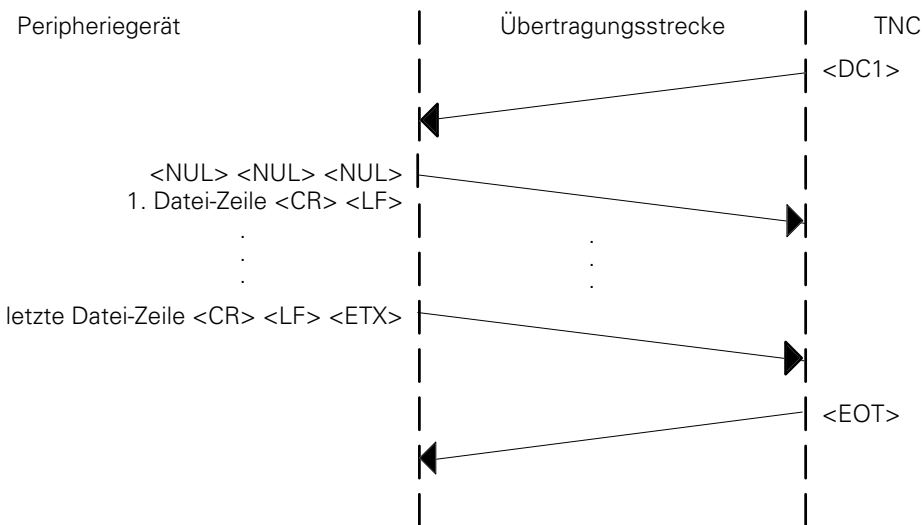 Peripheriegerät Übertragungsstrecke TNC
<DC1>
<NUL> <NUL> <NUL>
1. Datei-Zeile <CR> <LF>
. .
. .
. .
letzte Datei-Zeile <CR> <LF> <ETX>
<EOT>